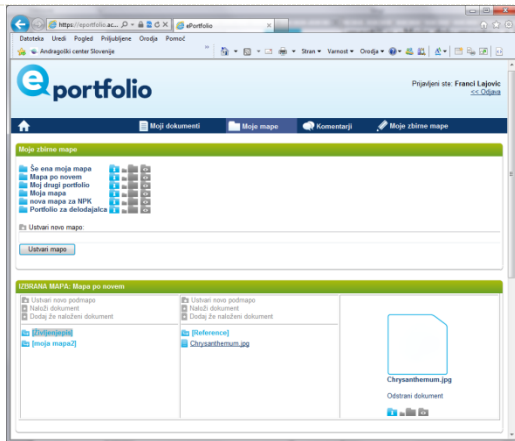 https://eportfolio.ac...
ePortfolio
Datoteka Uredi Pogled Priljubljene Orodja Pomoč
Andragoški center Slovenije
Stran Varnost Orodja
eportfolio
Prijavljeni ste: Franci Lajovic
<< Odjava
Moji dokumenti Moje mape Komentarji Moje zbirne mape
Moje zbirne mape
Še ena moja mapa
Mapa po novem
Moj drugi portfolio
Moja mapa
nova mapa za NPK
Portfolio za delodajalca
Ustvari novo mapo:
Ustvari mapo
IZBRANA MAPA: Mapa po novem
Ustvari novo podmapo Ustvari novo podmapo
Naloži dokument Naloži dokument
Dodaj že naloženi dokument Dodaj že naloženi dokument
[Življenjepis] [Reference]
[moja mapa2] Chrysanthemum.jpg
Chrysanthemum.jpg
Odstrani dokument